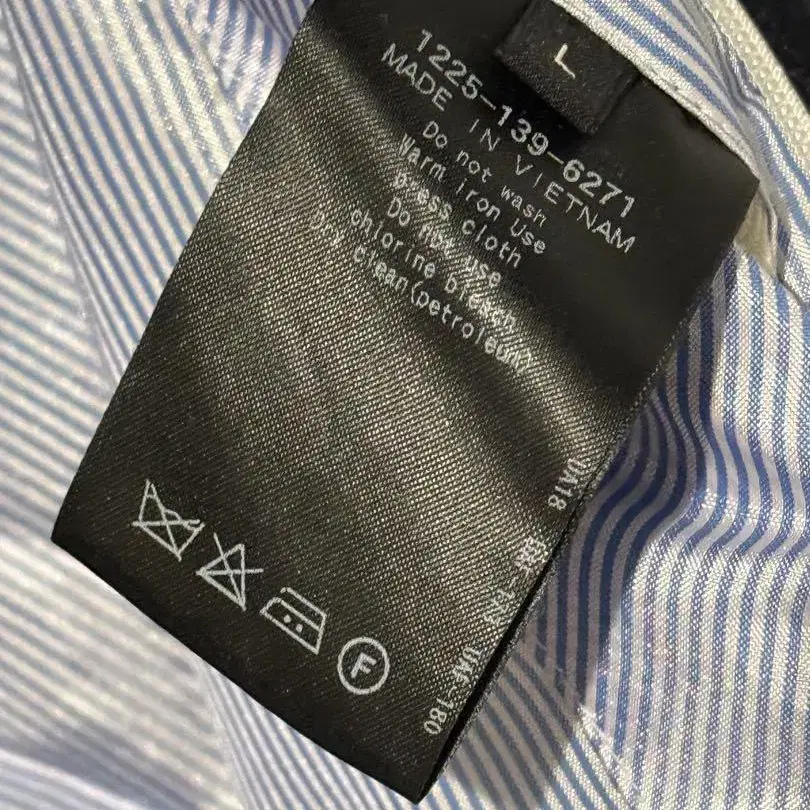 L
1225-139-6271
MADE IN VIETNAM
Do not wash
Warm iron Use
press cloth
Do not use
chlorine bleach
Dry clean(petroleum)
UA18
F